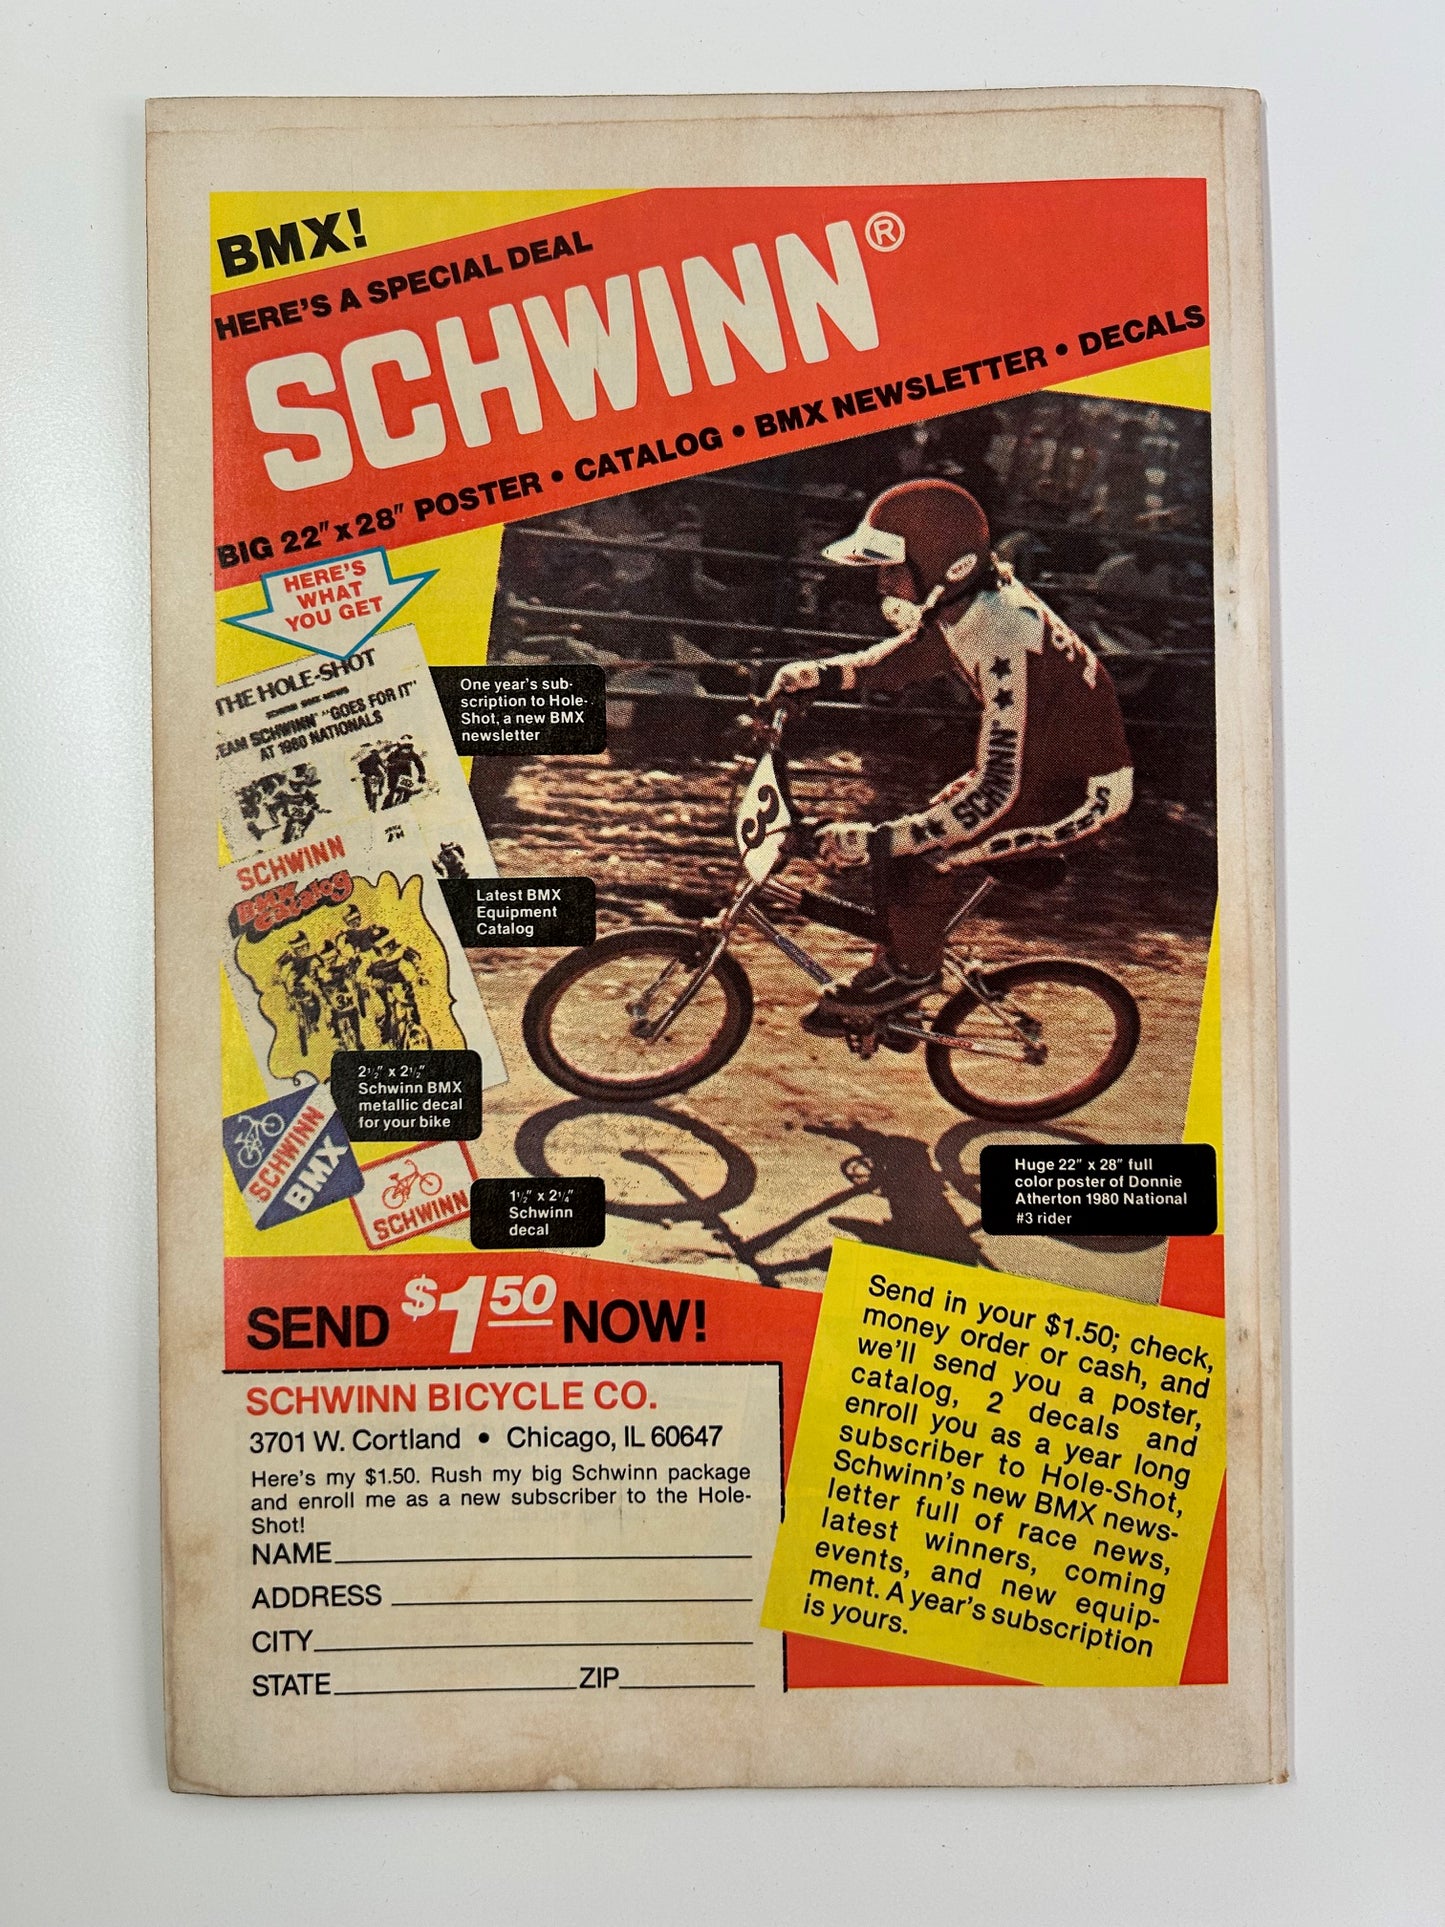 BMX!
HERE'S A SPECIAL DEAL
SCHWINN®
BIG 22" x 28" POSTER • CATALOG • BMX NEWSLETTER • DECALS
HERE'S
WHAT
YOU GET
THE HOLE-SHOT
SCHWINN BMX NEWS
TEAM SCHWINN "GOES FOR IT"
AT 1980 NATIONALS
One year's sub-
scription to Hole-
Shot, a new BMX
newsletter
SCHWINN
BMX
Catalog
Latest BMX
Equipment
Catalog
2½" x 2½"
Schwinn BMX
metallic decal
for your bike
SCHWINN
BMX
SCHWINN
1½" x 2¼"
Schwinn
decal
3
SCHWINN
Huge 22" x 28" full
color poster of Donnie
Atherton 1980 National
#3 rider
SEND $1.50 NOW!
SCHWINN BICYCLE CO.
3701 W. Cortland • Chicago, IL 60647
Here's my $1.50. Rush my big Schwinn package
and enroll me as a new subscriber to the Hole-
Shot!
NAME
ADDRESS
CITY
STATE ZIP
Send in your $1.50; check,
money order or cash, and
we'll send you a poster,
catalog, 2 decals and
enroll you as a year long
subscriber to Hole-Shot,
Schwinn's new BMX news-
letter full of race news,
latest winners, coming
events, and new equip-
ment. A year's subscription
is yours.